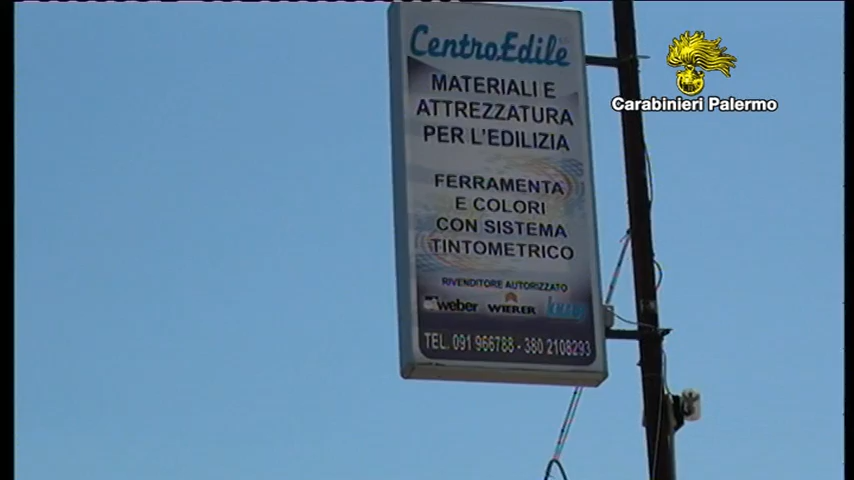 CentroEdile
MATERIALI E
ATTREZZATURA
PER L'EDILIZIA
FERRAMENTA
E COLORI
CON SISTEMA
TINTOMETRICO
RIVENDITORE AUTORIZZATO
weber WIERER knauf
TEL. 091 966788 - 380 2108293
Carabinieri Palermo